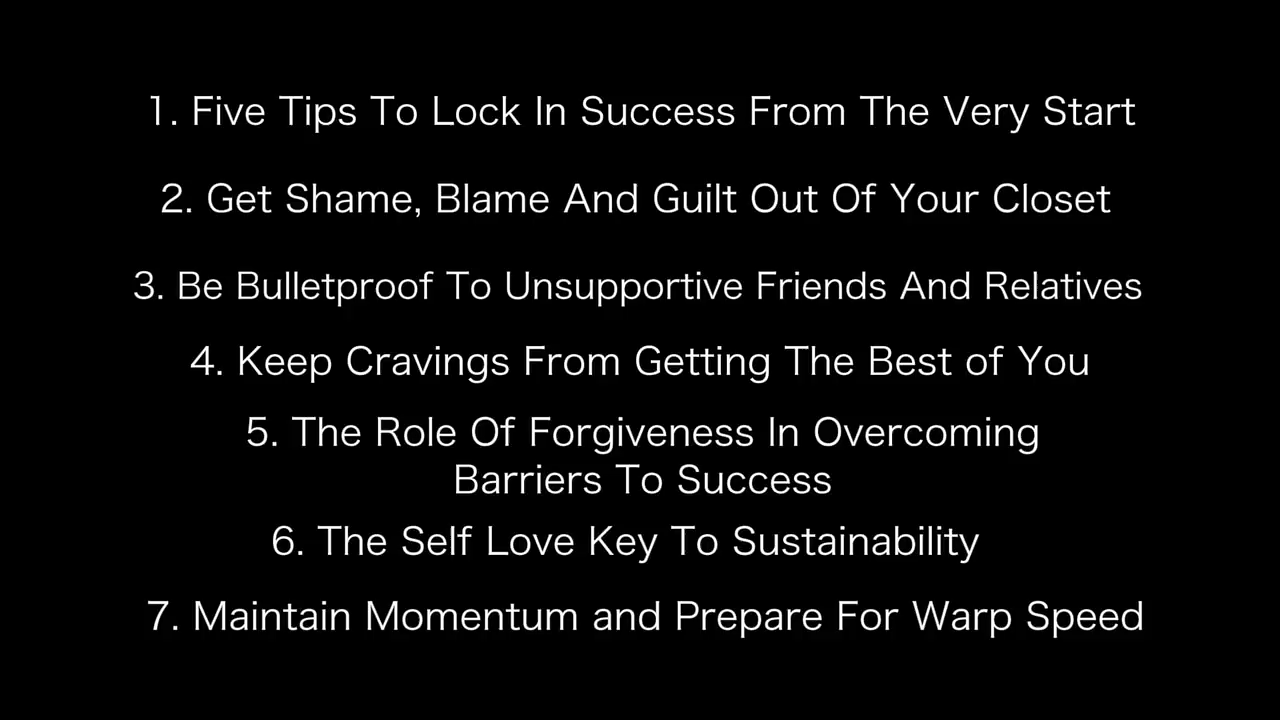 1. Five Tips To Lock In Success From The Very Start
2. Get Shame, Blame And Guilt Out Of Your Closet
3. Be Bulletproof To Unsupportive Friends And Relatives
4. Keep Cravings From Getting The Best of You
5. The Role Of Forgiveness In Overcoming
Barriers To Success
6. The Self Love Key To Sustainability
7. Maintain Momentum and Prepare For Warp Speed